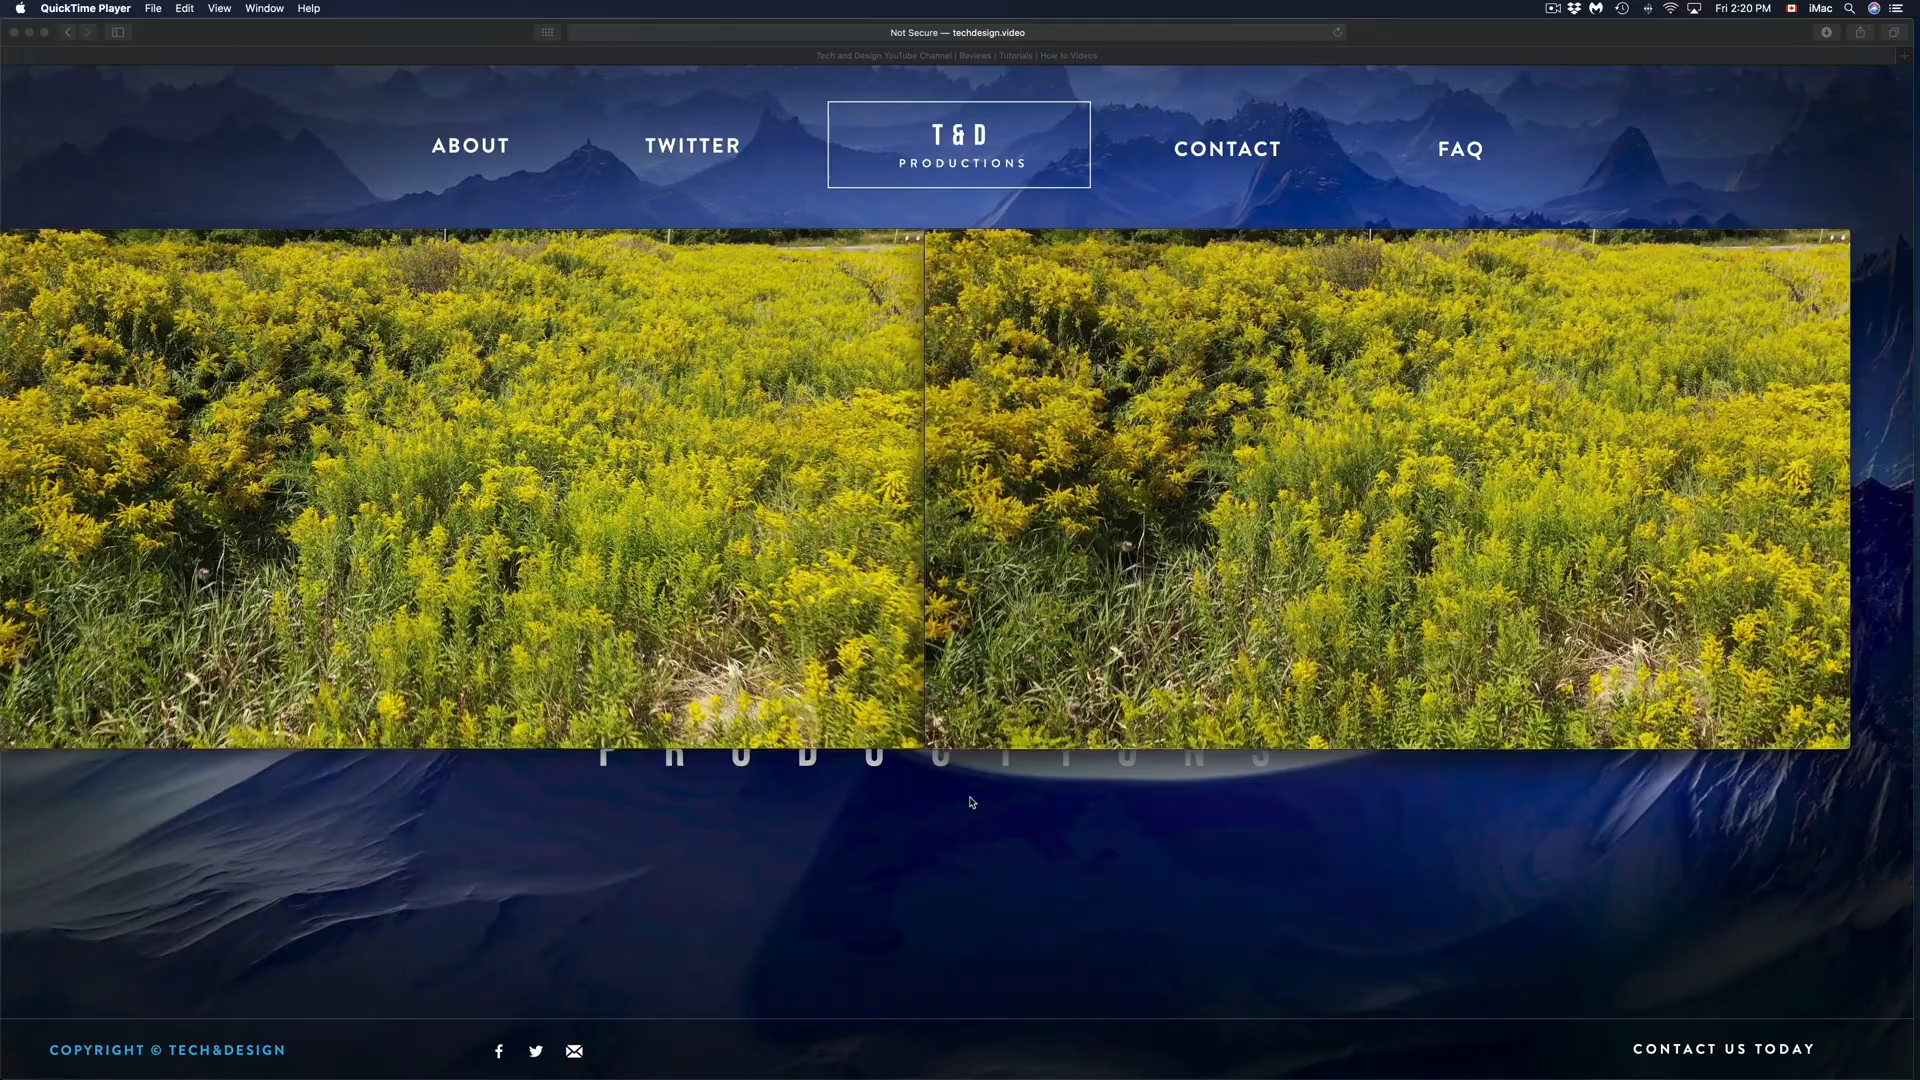 QuickTime Player File Edit View Window Help Fri 2:20 PM iMac
Not Secure — techdesign.video
Tech and Design YouTube Channel | Reviews | Tutorials | How to Videos
ABOUT TWITTER T&D CONTACT FAQ
PRODUCTIONS
PRODUCTIONS
COPYRIGHT © TECH&DESIGN CONTACT US TODAY